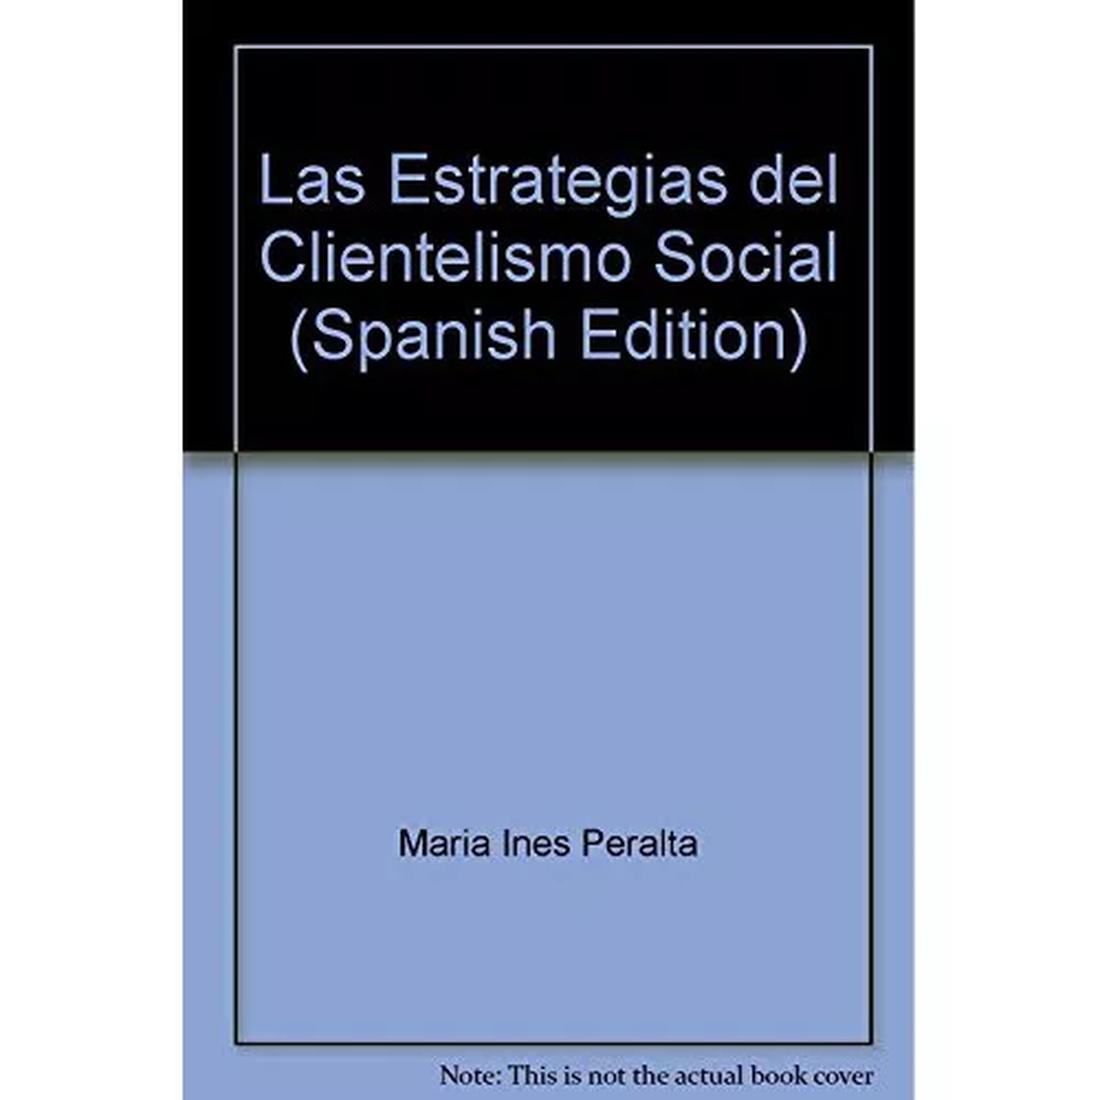 Las Estrategias del
Clientelismo Social
(Spanish Edition)
Maria Ines Peralta
Note: This is not the actual book cover